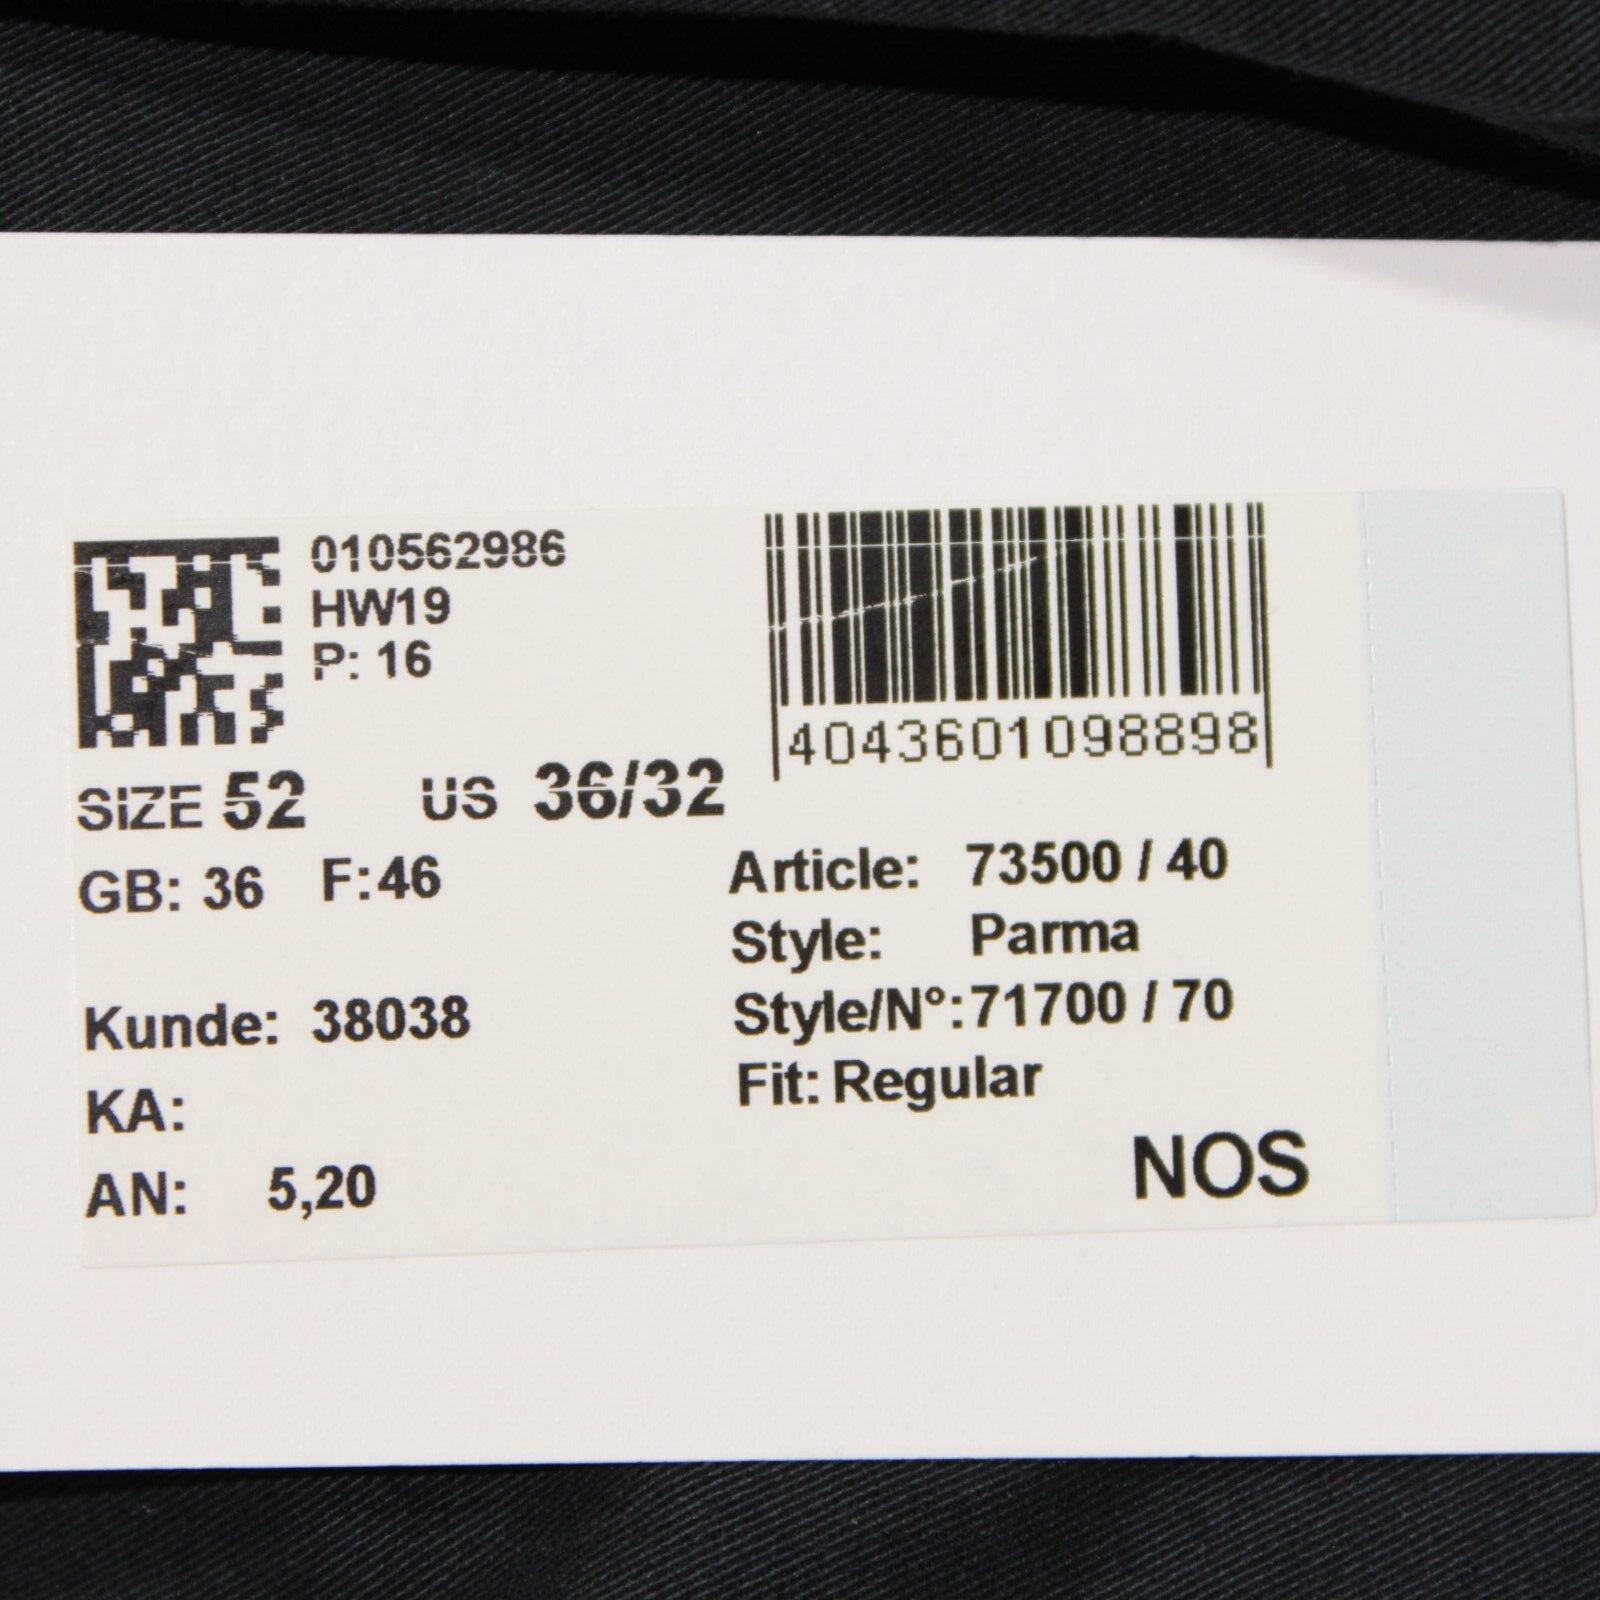 010562986
HW19
P: 16
4043601098898
SIZE 52 US 36/32
GB: 36 F:46
Article: 73500 / 40
Style: Parma
Style/N°:71700 / 70
Fit: Regular
Kunde: 38038
KA:
AN: 5,20
NOS